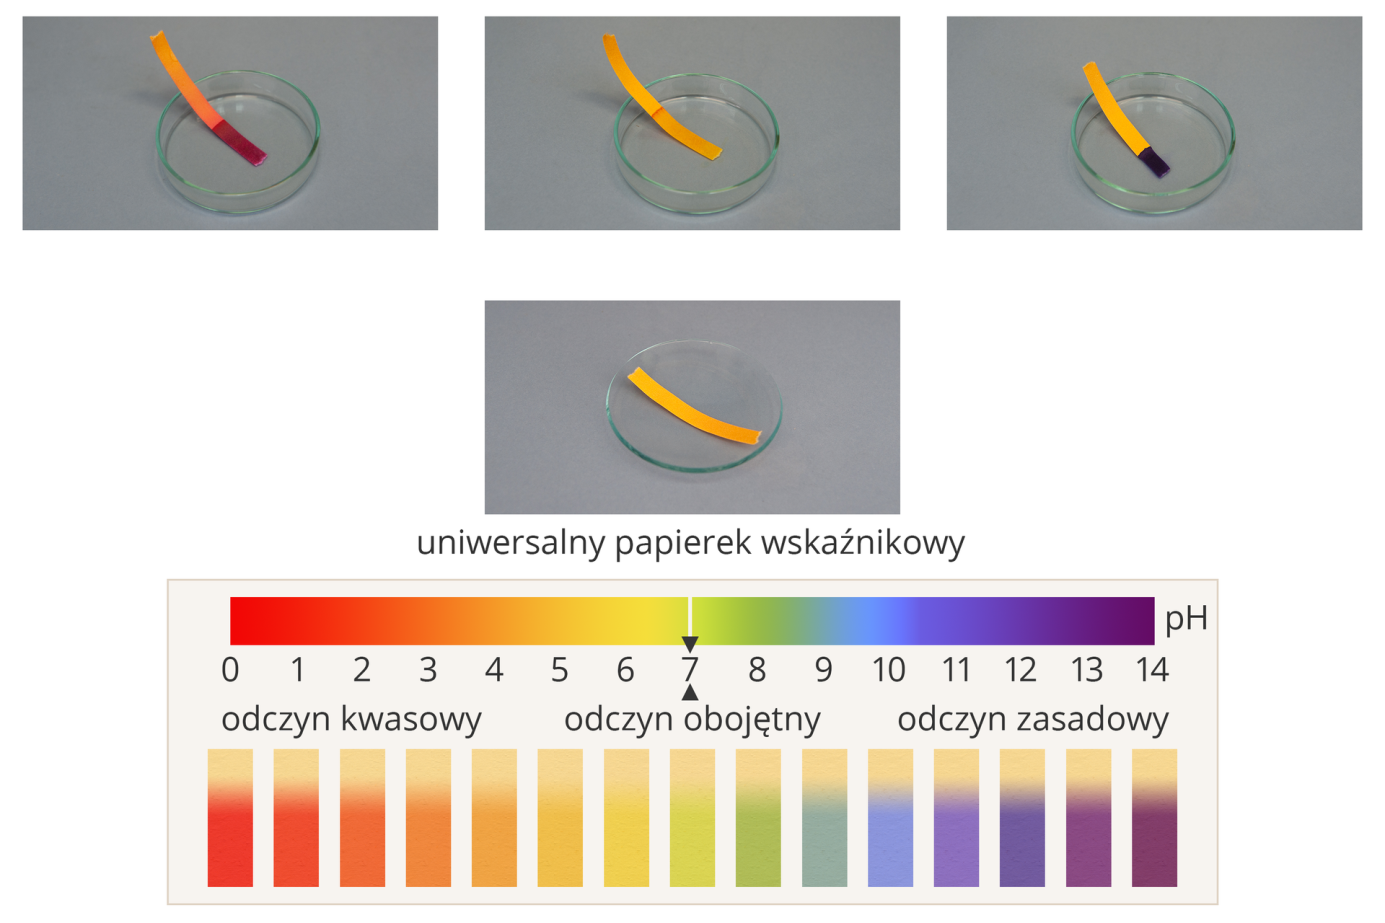 uniwersalny papierek wskaźnikowy
pH
0 1 2 3 4 5 6 7 8 9 10 11 12 13 14
odczyn kwasowy odczyn obojętny odczyn zasadowy